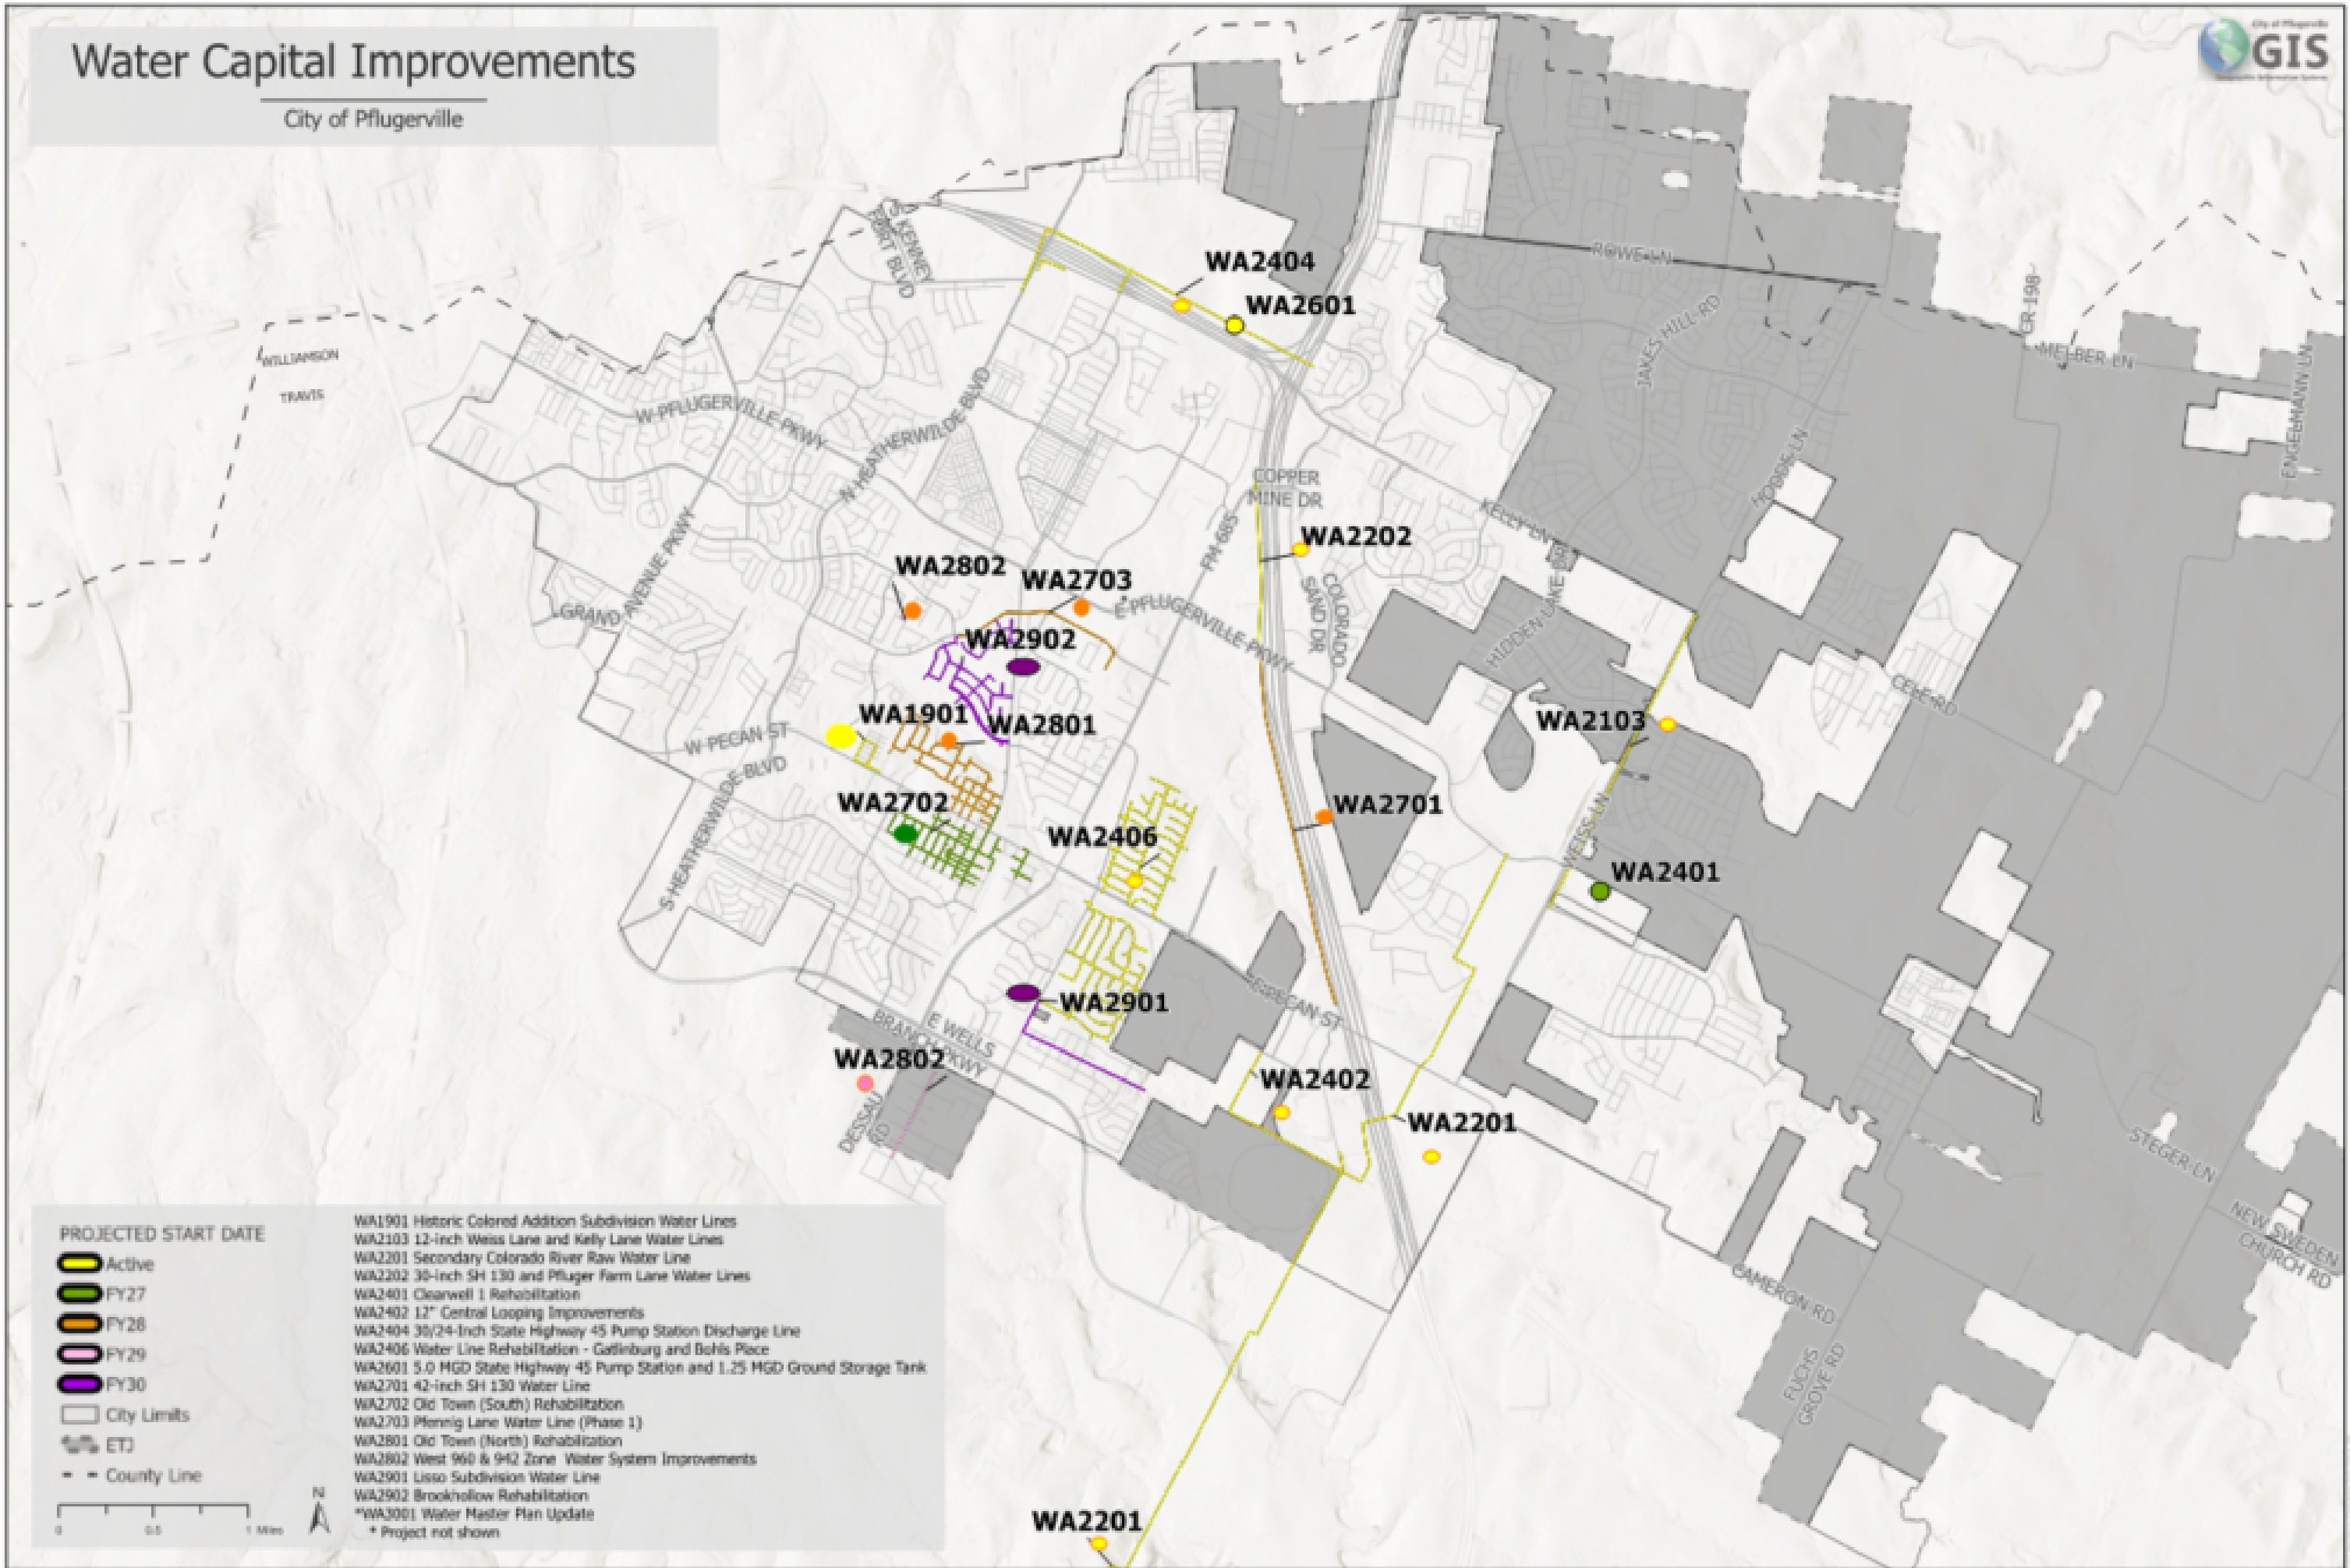 Water Capital Improvements
City of Pflugerville
City of Pflugerville
GIS
Geographic Information Systems
S KENNEY
FORT BLVD
WA2404
WA2601
ROWE LN
CR 198
MELBER LN
ENGELMANN LN
JAKES HILL RD
HODDE LN
WILLIAMSON
TRAVIS
W PFLUGERVILLE PKWY
N HEATHERWILDE BLVD
COPPER
MINE DR
KELLY LN
FM 685
WA2202
GRAND AVENUE PKWY
WA2802
WA2703
E PFLUGERVILLE PKWY
COLORADO
SAND DR
HIDDEN LAKE DR
WA2902
CELE RD
WA1901
WA2801
WA2103
W PECAN ST
S HEATHERWILDE BLVD
WA2702
WA2406
WA2701
WEISS LN
WA2401
E PECAN ST
WA2901
E WELLS
BRANCH PKWY
WA2802
DESSAU
RD
WA2402
WA2201
STEGER LN
NEW SWEDEN
CHURCH RD
CAMERON RD
FUCHS
GROVE RD
WA2201
PROJECTED START DATE
Active
FY27
FY28
FY29
FY30
City Limits
ETJ
County Line
0 0.5 1 Miles
N
WA1901 Historic Colored Addition Subdivision Water Lines
WA2103 12-inch Weiss Lane and Kelly Lane Water Lines
WA2201 Secondary Colorado River Raw Water Line
WA2202 30-inch SH 130 and Pfluger Farm Lane Water Lines
WA2401 Clearwell 1 Rehabilitation
WA2402 12" Central Looping Improvements
WA2404 30/24-Inch State Highway 45 Pump Station Discharge Line
WA2406 Water Line Rehabilitation - Gatlinburg and Bohls Place
WA2601 5.0 MGD State Highway 45 Pump Station and 1.25 MGD Ground Storage Tank
WA2701 42-inch SH 130 Water Line
WA2702 Old Town (South) Rehabilitation
WA2703 Pfennig Lane Water Line (Phase 1)
WA2801 Old Town (North) Rehabilitation
WA2802 West 960 & 942 Zone Water System Improvements
WA2901 Lisso Subdivision Water Line
WA2902 Brookhollow Rehabilitation
*WA3001 Water Master Plan Update
* Project not shown